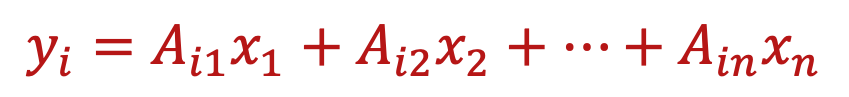 yᵢ = Aᵢ₁x₁ + Aᵢ₂x₂ + ⋯ + Aᵢₙxₙ